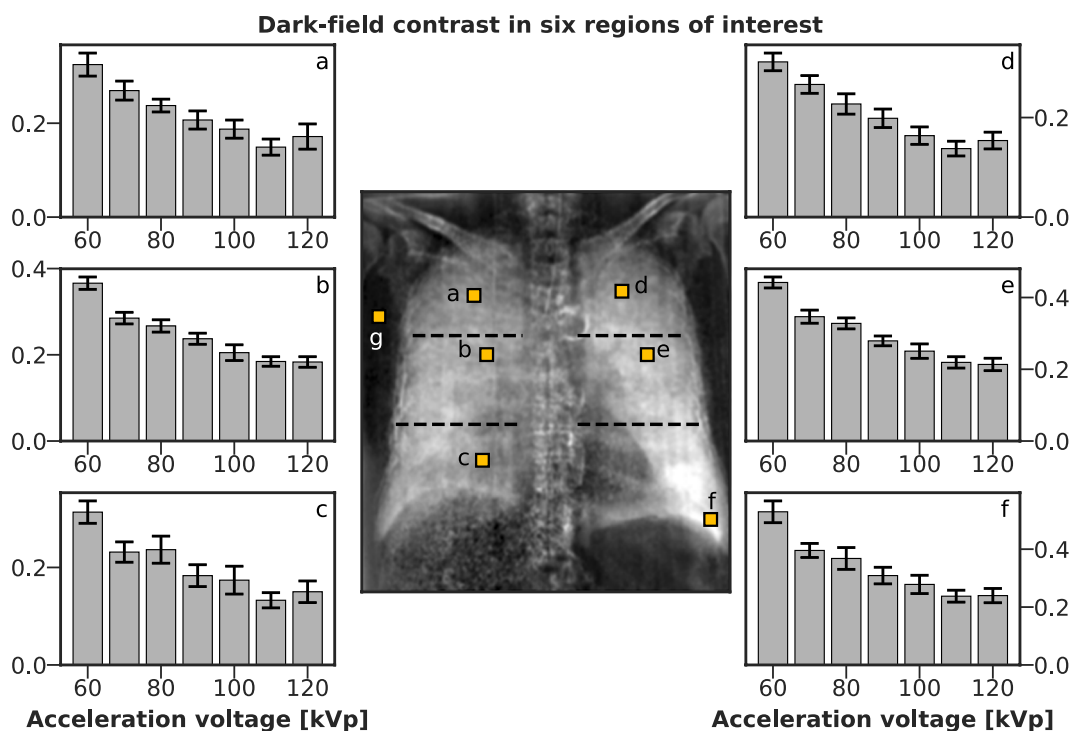 Dark-field contrast in six regions of interest
a
0.2
0.0
60 80 100 120
b
0.4
0.2
0.0
60 80 100 120
c
0.2
0.0
60 80 100 120
Acceleration voltage [kVp]
a
d
g
b
e
c
f
d
0.2
0.0
60 80 100 120
e
0.4
0.2
0.0
60 80 100 120
f
0.4
0.2
0.0
60 80 100 120
Acceleration voltage [kVp]